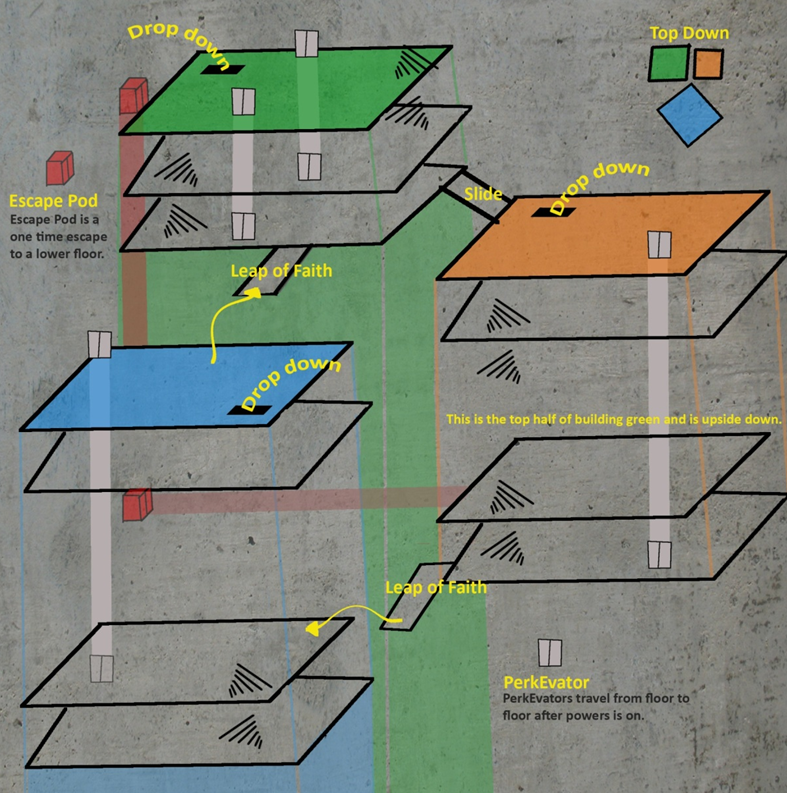 Drop down
Top Down
Escape Pod
Escape Pod is a
one time escape
to a lower floor.
Slide
Drop down
Leap of Faith
Drop down
This is the top half of building green and is upside down.
Leap of Faith
PerkEvator
PerkEvators travel from floor to
floor after powers is on.